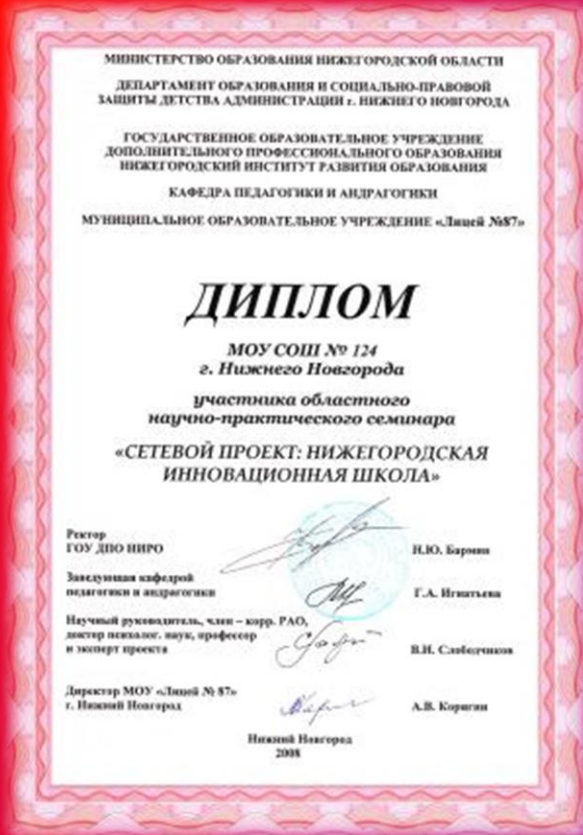 МИНИСТЕРСТВО ОБРАЗОВАНИЯ НИЖЕГОРОДСКОЙ ОБЛАСТИ
ДЕПАРТАМЕНТ ОБРАЗОВАНИЯ И СОЦИАЛЬНО-ПРАВОВОЙ
ЗАЩИТЫ ДЕТСТВА АДМИНИСТРАЦИИ г. НИЖНЕГО НОВГОРОДА
ГОСУДАРСТВЕННОЕ ОБРАЗОВАТЕЛЬНОЕ УЧРЕЖДЕНИЕ
ДОПОЛНИТЕЛЬНОГО ПРОФЕССИОНАЛЬНОГО ОБРАЗОВАНИЯ
НИЖЕГОРОДСКИЙ ИНСТИТУТ РАЗВИТИЯ ОБРАЗОВАНИЯ
КАФЕДРА ПЕДАГОГИКИ И АНДРАГОГИКИ
МУНИЦИПАЛЬНОЕ ОБРАЗОВАТЕЛЬНОЕ УЧРЕЖДЕНИЕ «Лицей №87»
ДИПЛОМ
МОУ СОШ № 124
г. Нижнего Новгорода
участника областного
научно-практического семинара
«СЕТЕВОЙ ПРОЕКТ: НИЖЕГОРОДСКАЯ
ИННОВАЦИОННАЯ ШКОЛА»
Ректор
ГОУ ДПО НИРО Н.Ю. Бармин
Заведующая кафедрой
педагогики и андрагогики Г.А. Игнатьева
Научный руководитель, член – корр. РАО,
доктор психолог. наук, профессор
и эксперт проекта В.И. Слободчиков
Директор МОУ «Лицей № 87»
г. Нижний Новгород А.В. Корягин
Нижний Новгород
2008